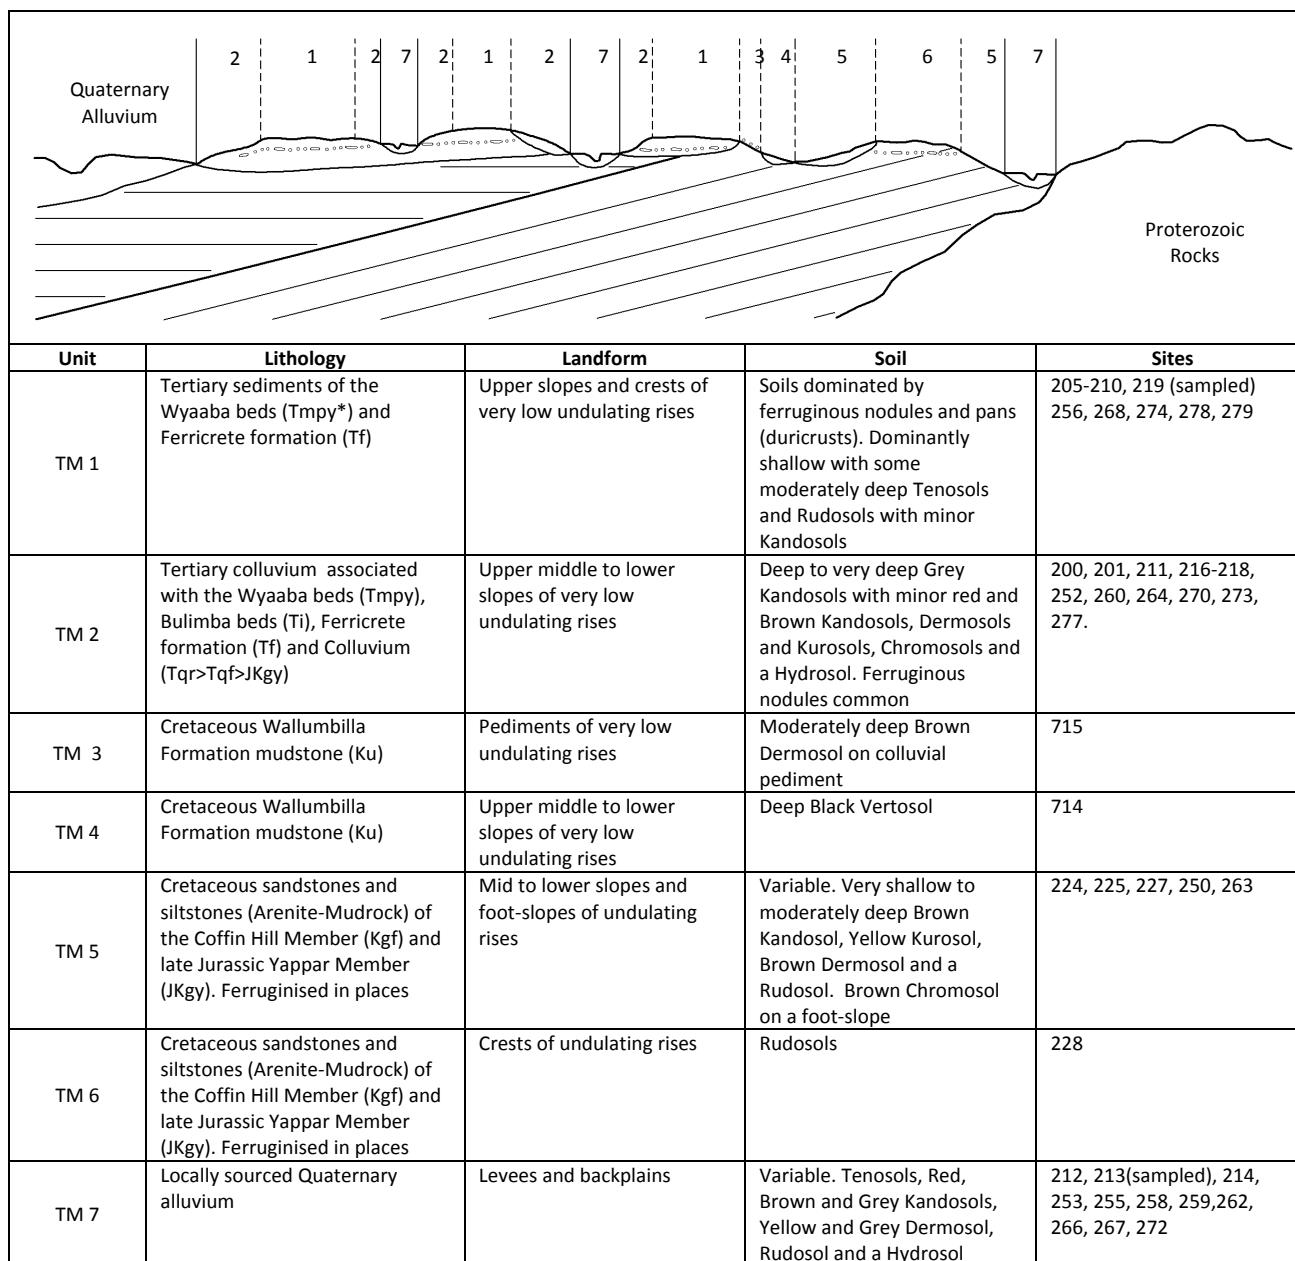 2 1 2 7 2 1 2 7 2 1 3 4 5 6 5 7
Quaternary
Alluvium
Proterozoic
Rocks
Unit Lithology Landform Soil Sites
TM 1
Tertiary sediments of the
Wyaaba beds (Tmpy*) and
Ferricrete formation (Tf)
Upper slopes and crests of
very low undulating rises
Soils dominated by
ferruginous nodules and pans
(duricrusts). Dominantly
shallow with some
moderately deep Tenosols
and Rudosols with minor
Kandosols
205-210, 219 (sampled)
256, 268, 274, 278, 279
TM 2
Tertiary colluvium associated
with the Wyaaba beds (Tmpy),
Bulimba beds (Ti), Ferricrete
formation (Tf) and Colluvium
(Tqr>Tqf>JKgy)
Upper middle to lower
slopes of very low
undulating rises
Deep to very deep Grey
Kandosols with minor red and
Brown Kandosols, Dermosols
and Kurosols, Chromosols and
a Hydrosol. Ferruginous
nodules common
200, 201, 211, 216-218,
252, 260, 264, 270, 273,
277.
TM 3
Cretaceous Wallumbilla
Formation mudstone (Ku)
Pediments of very low
undulating rises
Moderately deep Brown
Dermosol on colluvial
pediment
715
TM 4
Cretaceous Wallumbilla
Formation mudstone (Ku)
Upper middle to lower
slopes of very low
undulating rises
Deep Black Vertosol
714
TM 5
Cretaceous sandstones and
siltstones (Arenite-Mudrock) of
the Coffin Hill Member (Kgf) and
late Jurassic Yappar Member
(JKgy). Ferruginised in places
Mid to lower slopes and
foot-slopes of undulating
rises
Variable. Very shallow to
moderately deep Brown
Kandosol, Yellow Kurosol,
Brown Dermosol and a
Rudosol. Brown Chromosol
on a foot-slope
224, 225, 227, 250, 263
TM 6
Cretaceous sandstones and
siltstones (Arenite-Mudrock) of
the Coffin Hill Member (Kgf) and
late Jurassic Yappar Member
(JKgy). Ferruginised in places
Crests of undulating rises
Rudosols
228
TM 7
Locally sourced Quaternary
alluvium
Levees and backplains
Variable. Tenosols, Red,
Brown and Grey Kandosols,
Yellow and Grey Dermosol,
Rudosol and a Hydrosol
212, 213(sampled), 214,
253, 255, 258, 259,262,
266, 267, 272